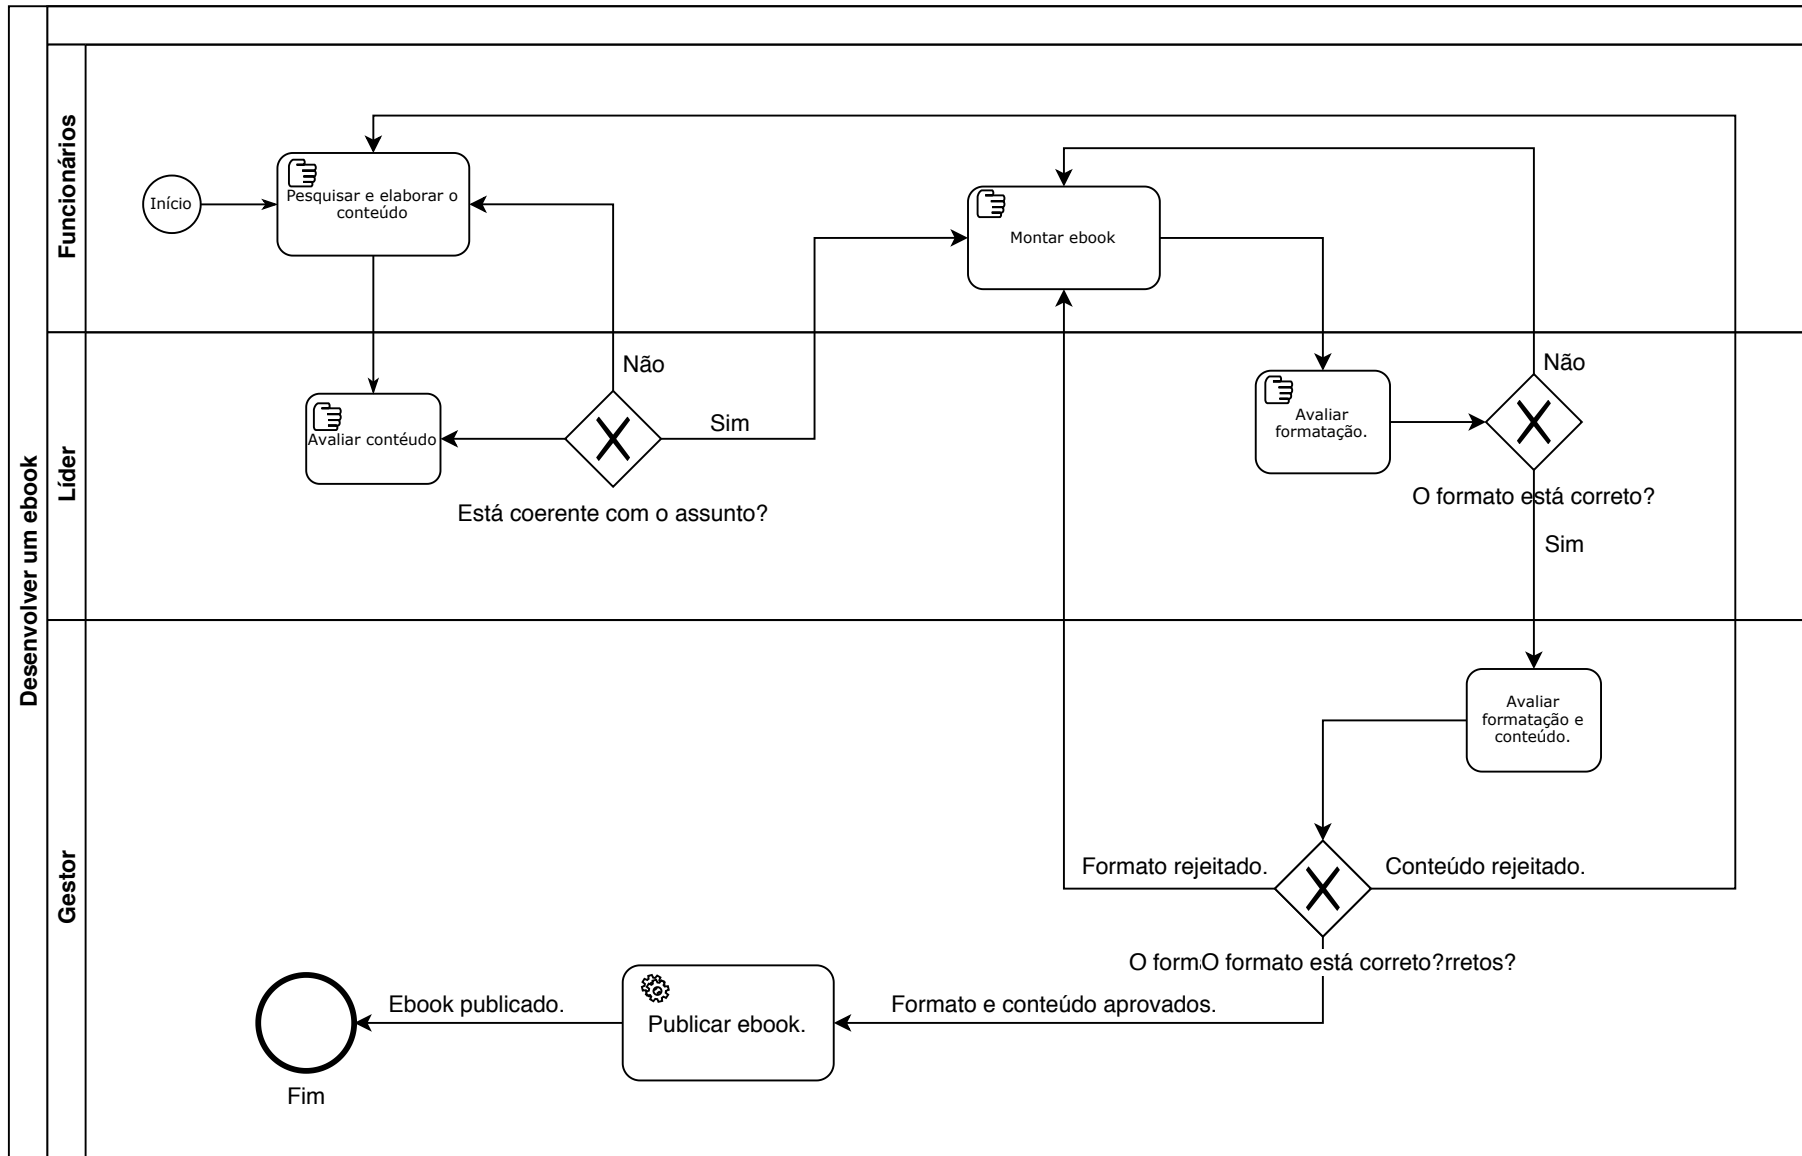 Desenvolver um ebook
Funcionários
Início
Pesquisar e elaborar o
conteúdo
Montar ebook
Líder
Não
Sim
Avaliar contéudo
Está coerente com o assunto?
Avaliar
formatação.
Não
O formato está correto?
Sim
Gestor
Avaliar
formatação e
conteúdo.
Formato rejeitado.
Conteúdo rejeitado.
O form O formato está correto?rretos?
Formato e conteúdo aprovados.
Publicar ebook.
Ebook publicado.
Fim